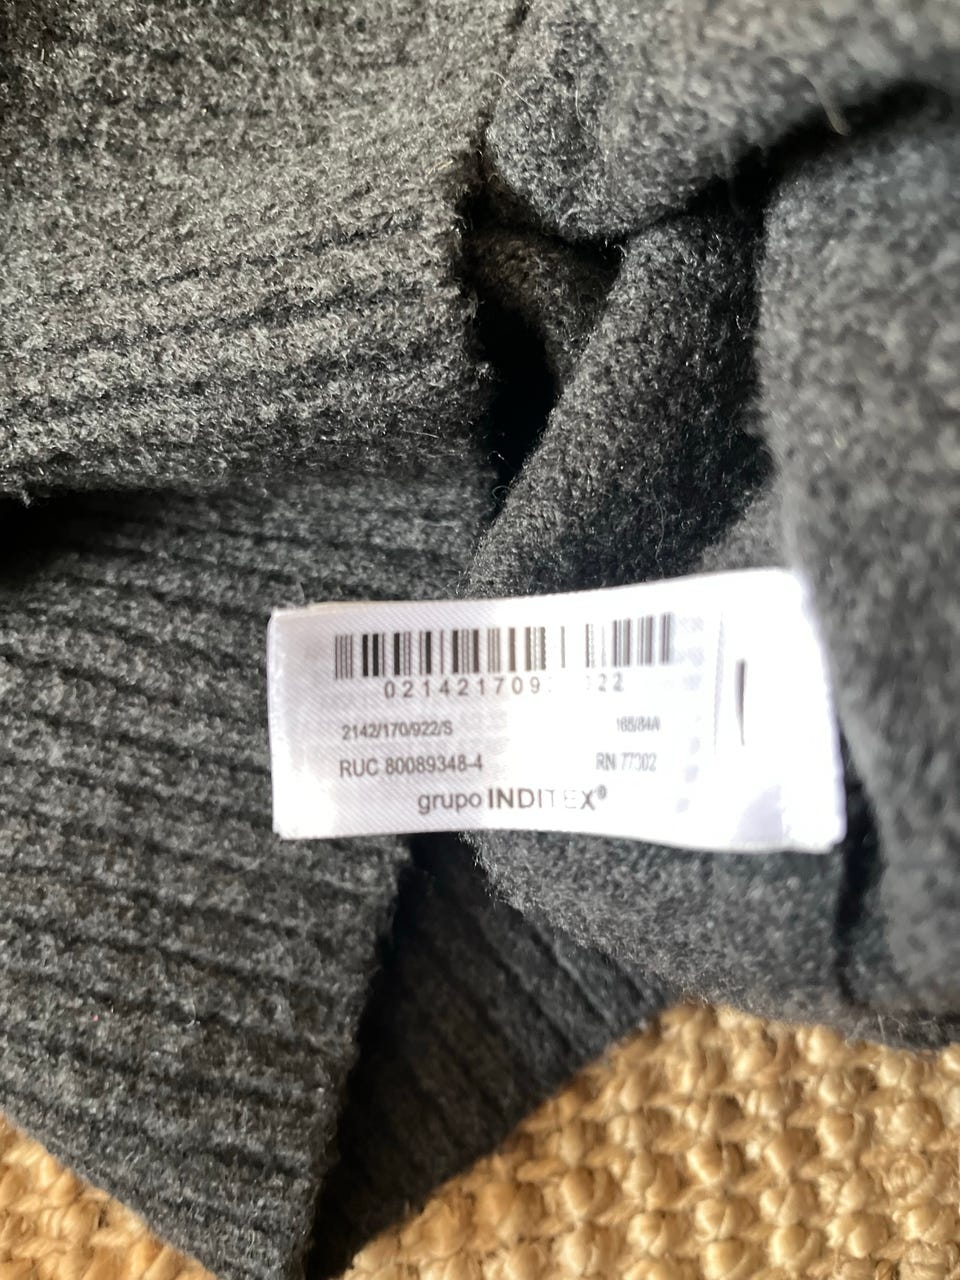 2142/170/922/S 165/84A
RUC 80089348-4 RN 77302
grupo INDITEX®